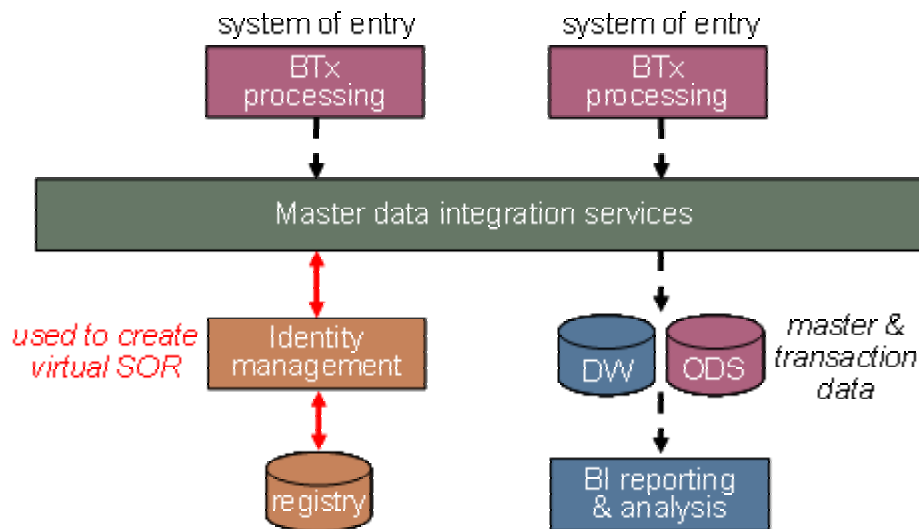 system of entry
system of entry
BTx
processing
BTx
processing
Master data integration services
used to create
virtual SOR
Identity
management
DW
ODS
master &
transaction
data
registry
BI reporting
& analysis